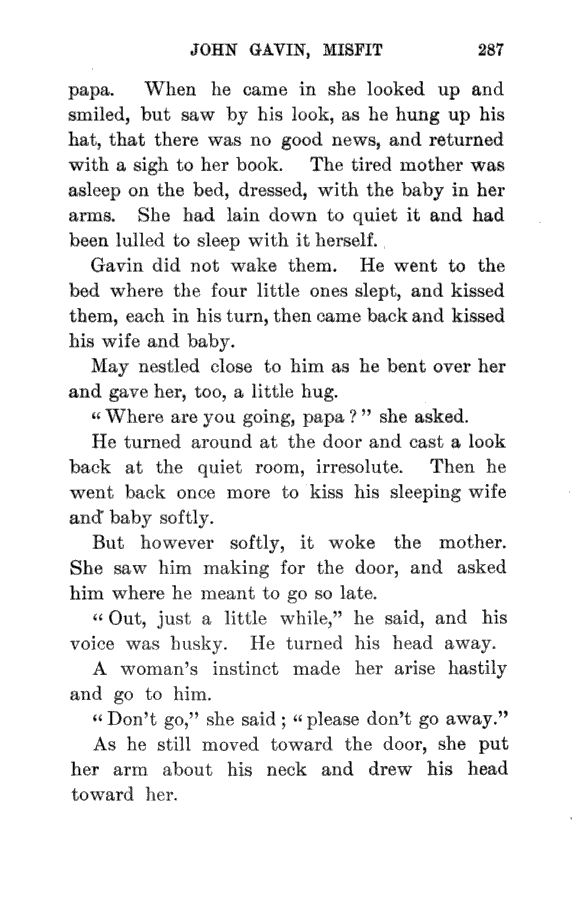 JOHN GAVIN, MISFIT 287
papa. When he came in she looked up and
smiled, but saw by his look, as he hung up his
hat, that there was no good news, and returned
with a sigh to her book. The tired mother was
asleep on the bed, dressed, with the baby in her
arms. She had lain down to quiet it and had
been lulled to sleep with it herself.
Gavin did not wake them. He went to the
bed where the four little ones slept, and kissed
them, each in his turn, then came back and kissed
his wife and baby.
May nestled close to him as he bent over her
and gave her, too, a little hug.
“Where are you going, papa?” she asked.
He turned around at the door and cast a look
back at the quiet room, irresolute. Then he
went back once more to kiss his sleeping wife
and baby softly.
But however softly, it woke the mother.
She saw him making for the door, and asked
him where he meant to go so late.
“Out, just a little while,” he said, and his
voice was husky. He turned his head away.
A woman’s instinct made her arise hastily
and go to him.
“Don’t go,” she said; “please don’t go away.”
As he still moved toward the door, she put
her arm about his neck and drew his head
toward her.